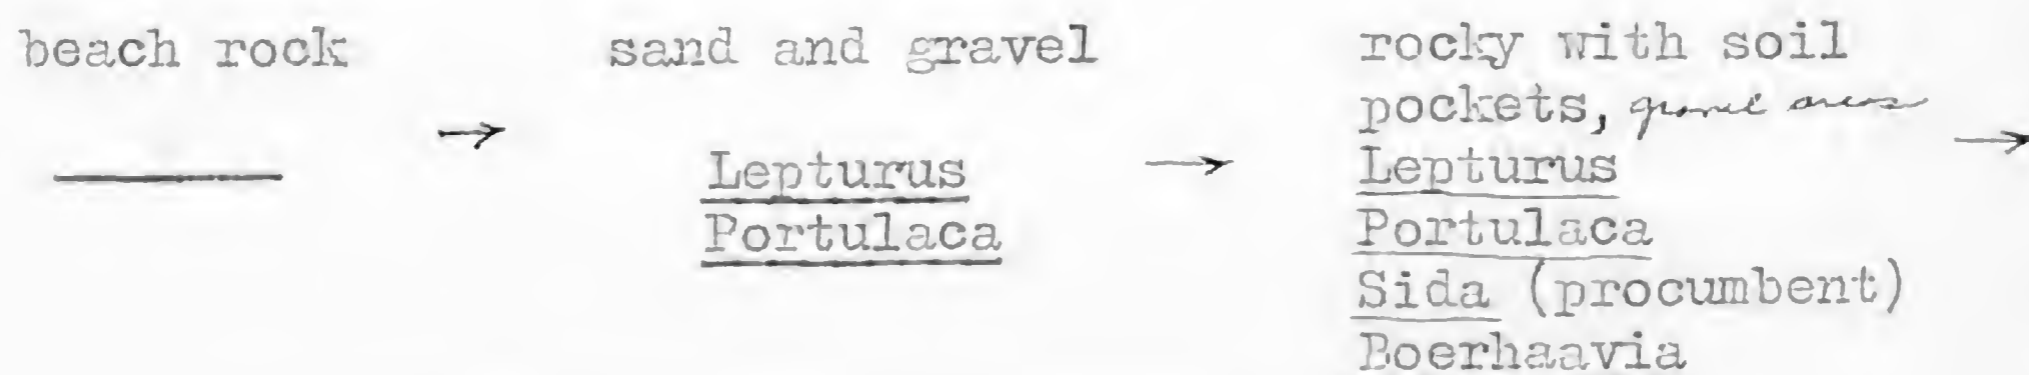 beach rock
→
sand and gravel
Lepturus
Portulaca
→
rocky with soil
pockets,
Lepturus
Portulaca
Sida (procumbent)
Boerhaavia
→